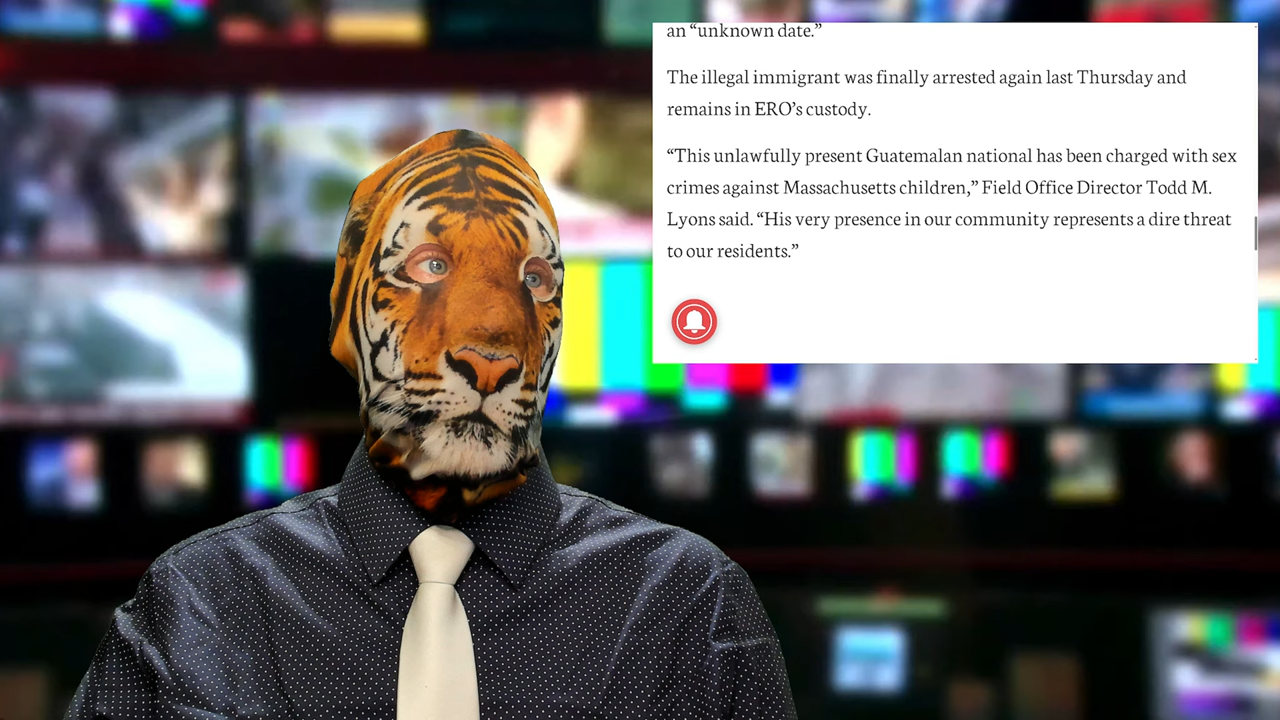 an “unknown date.”
The illegal immigrant was finally arrested again last Thursday and
remains in ERO’s custody.
“This unlawfully present Guatemalan national has been charged with sex
crimes against Massachusetts children,” Field Office Director Todd M.
Lyons said. “His very presence in our community represents a dire threat
to our residents.”